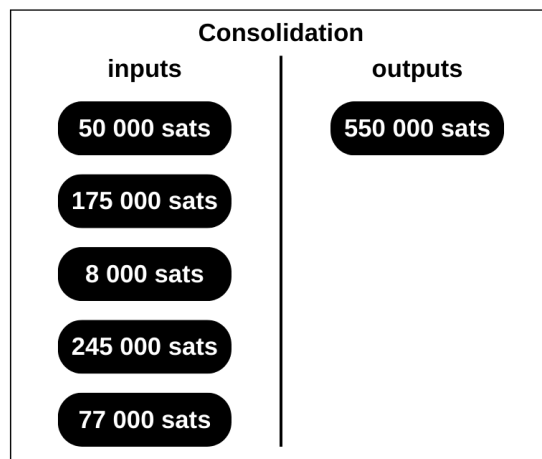 Consolidation
inputs
outputs
50 000 sats
550 000 sats
175 000 sats
8 000 sats
245 000 sats
77 000 sats